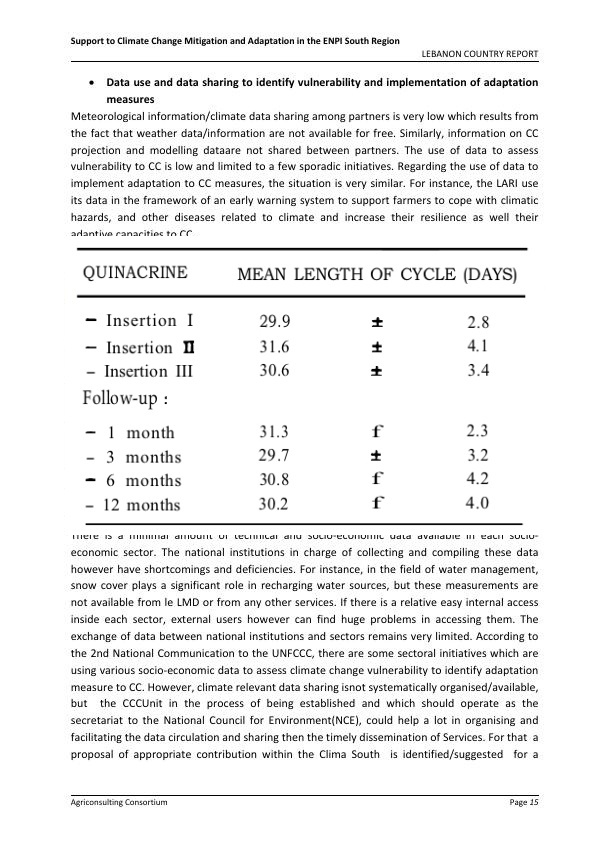 Support to Climate Change Mitigation and Adaptation in the ENPI South Region
LEBANON COUNTRY REPORT
• Data use and data sharing to identify vulnerability and implementation of adaptation
measures
Meteorological information/climate data sharing among partners is very low which results from
the fact that weather data/information are not available for free. Similarly, information on CC
projection and modelling dataare not shared between partners. The use of data to assess
vulnerability to CC is low and limited to a few sporadic initiatives. Regarding the use of data to
implement adaptation to CC measures, the situation is very similar. For instance, the LARI use
its data in the framework of an early warning system to support farmers to cope with climatic
hazards, and other diseases related to climate and increase their resilience as well their
adaptive capacities to CC
QUINACRINE MEAN LENGTH OF CYCLE (DAYS)
– Insertion I 29.9 ± 2.8
– Insertion II 31.6 ± 4.1
– Insertion III 30.6 ± 3.4
Follow-up :
– 1 month 31.3 f 2.3
– 3 months 29.7 ± 3.2
– 6 months 30.8 f 4.2
– 12 months 30.2 f 4.0
There is a minimal amount of technical and socio-economic data available in each socio-
economic sector. The national institutions in charge of collecting and compiling these data
however have shortcomings and deficiencies. For instance, in the field of water management,
snow cover plays a significant role in recharging water sources, but these measurements are
not available from le LMD or from any other services. If there is a relative easy internal access
inside each sector, external users however can find huge problems in accessing them. The
exchange of data between national institutions and sectors remains very limited. According to
the 2nd National Communication to the UNFCCC, there are some sectoral initiatives which are
using various socio-economic data to assess climate change vulnerability to identify adaptation
measure to CC. However, climate relevant data sharing isnot systematically organised/available,
but the CCCUnit in the process of being established and which should operate as the
secretariat to the National Council for Environment(NCE), could help a lot in organising and
facilitating the data circulation and sharing then the timely dissemination of Services. For that a
proposal of appropriate contribution within the Clima South is identified/suggested for a
Agriconsulting Consortium
Page 15